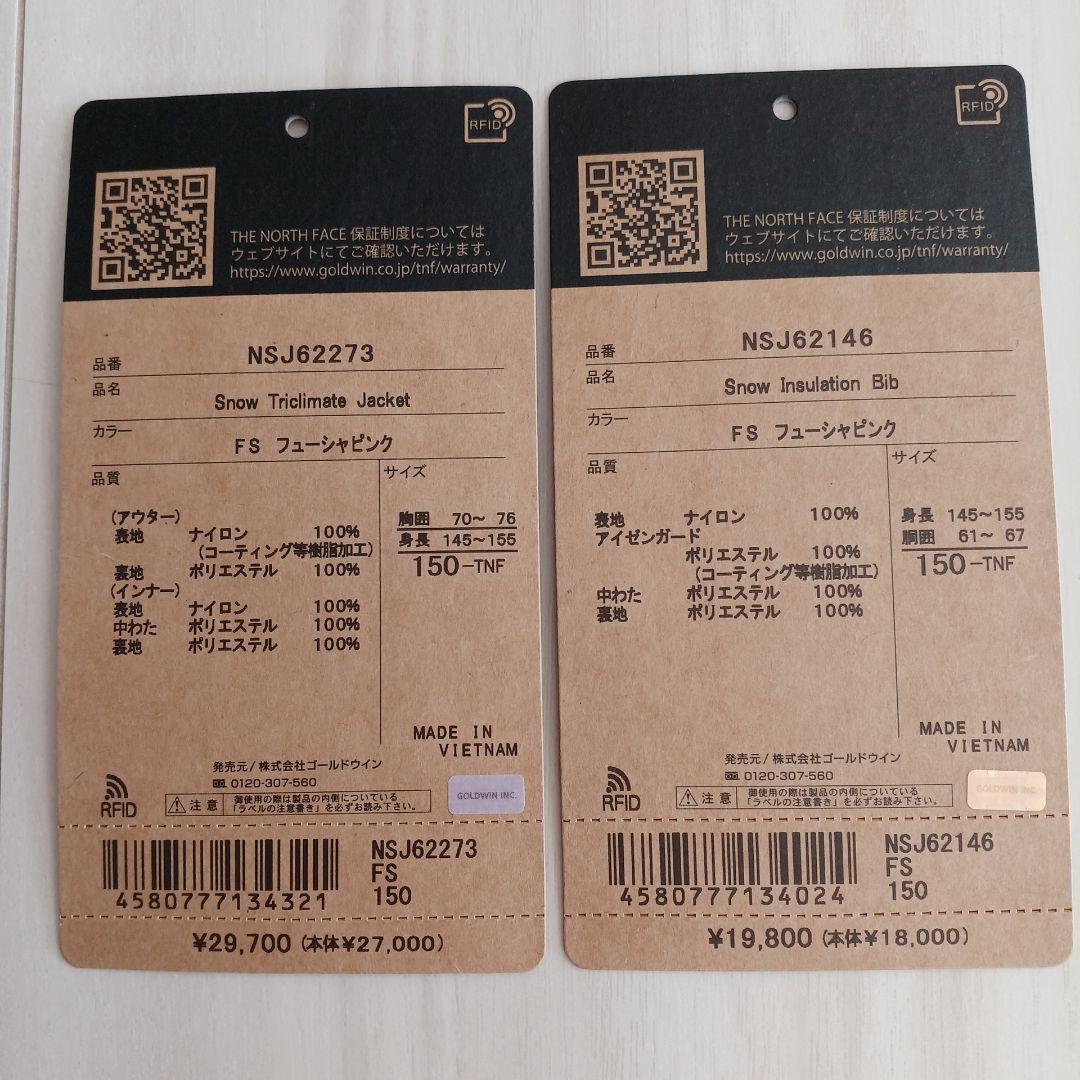 RFID
THE NORTH FACE 保証制度については
ウェブサイトにてご確認いただけます。
https://www.goldwin.co.jp/tnf/warranty/
品番 NSJ62273
品名
Snow Triclimate Jacket
カラー
FS フューシャピンク
品質
サイズ
(アウター)
表地 ナイロン 100%
(コーティング等樹脂加工)
裏地 ポリエステル 100%
(インナー)
表地 ナイロン 100%
中わた ポリエステル 100%
裏地 ポリエステル 100%
胸囲 70～ 76
身長 145～155
150-TNF
MADE IN
VIETNAM
発売元/株式会社ゴールドウイン
0120-307-560
RFID
注意
御使用の際は製品の内側についている
「ラベルの注意書き」を必ずお読み下さい。
GOLDWIN INC.
4580777134321
NSJ62273
FS
150
¥29,700 (本体¥27,000)
RFID
THE NORTH FACE 保証制度については
ウェブサイトにてご確認いただけます。
https://www.goldwin.co.jp/tnf/warranty/
品番 NSJ62146
品名
Snow Insulation Bib
カラー
FS フューシャピンク
品質
サイズ
表地 ナイロン 100%
アイゼンガード
ポリエステル 100%
(コーティング等樹脂加工)
中わた ポリエステル 100%
裏地 ポリエステル 100%
身長 145～155
胴囲 61～ 67
150-TNF
MADE IN
VIETNAM
発売元/株式会社ゴールドウイン
0120-307-560
RFID
注意
御使用の際は製品の内側についている
「ラベルの注意書き」を必ずお読み下さい。
GOLDWIN INC.
4580777134024
NSJ62146
FS
150
¥19,800 (本体¥18,000)